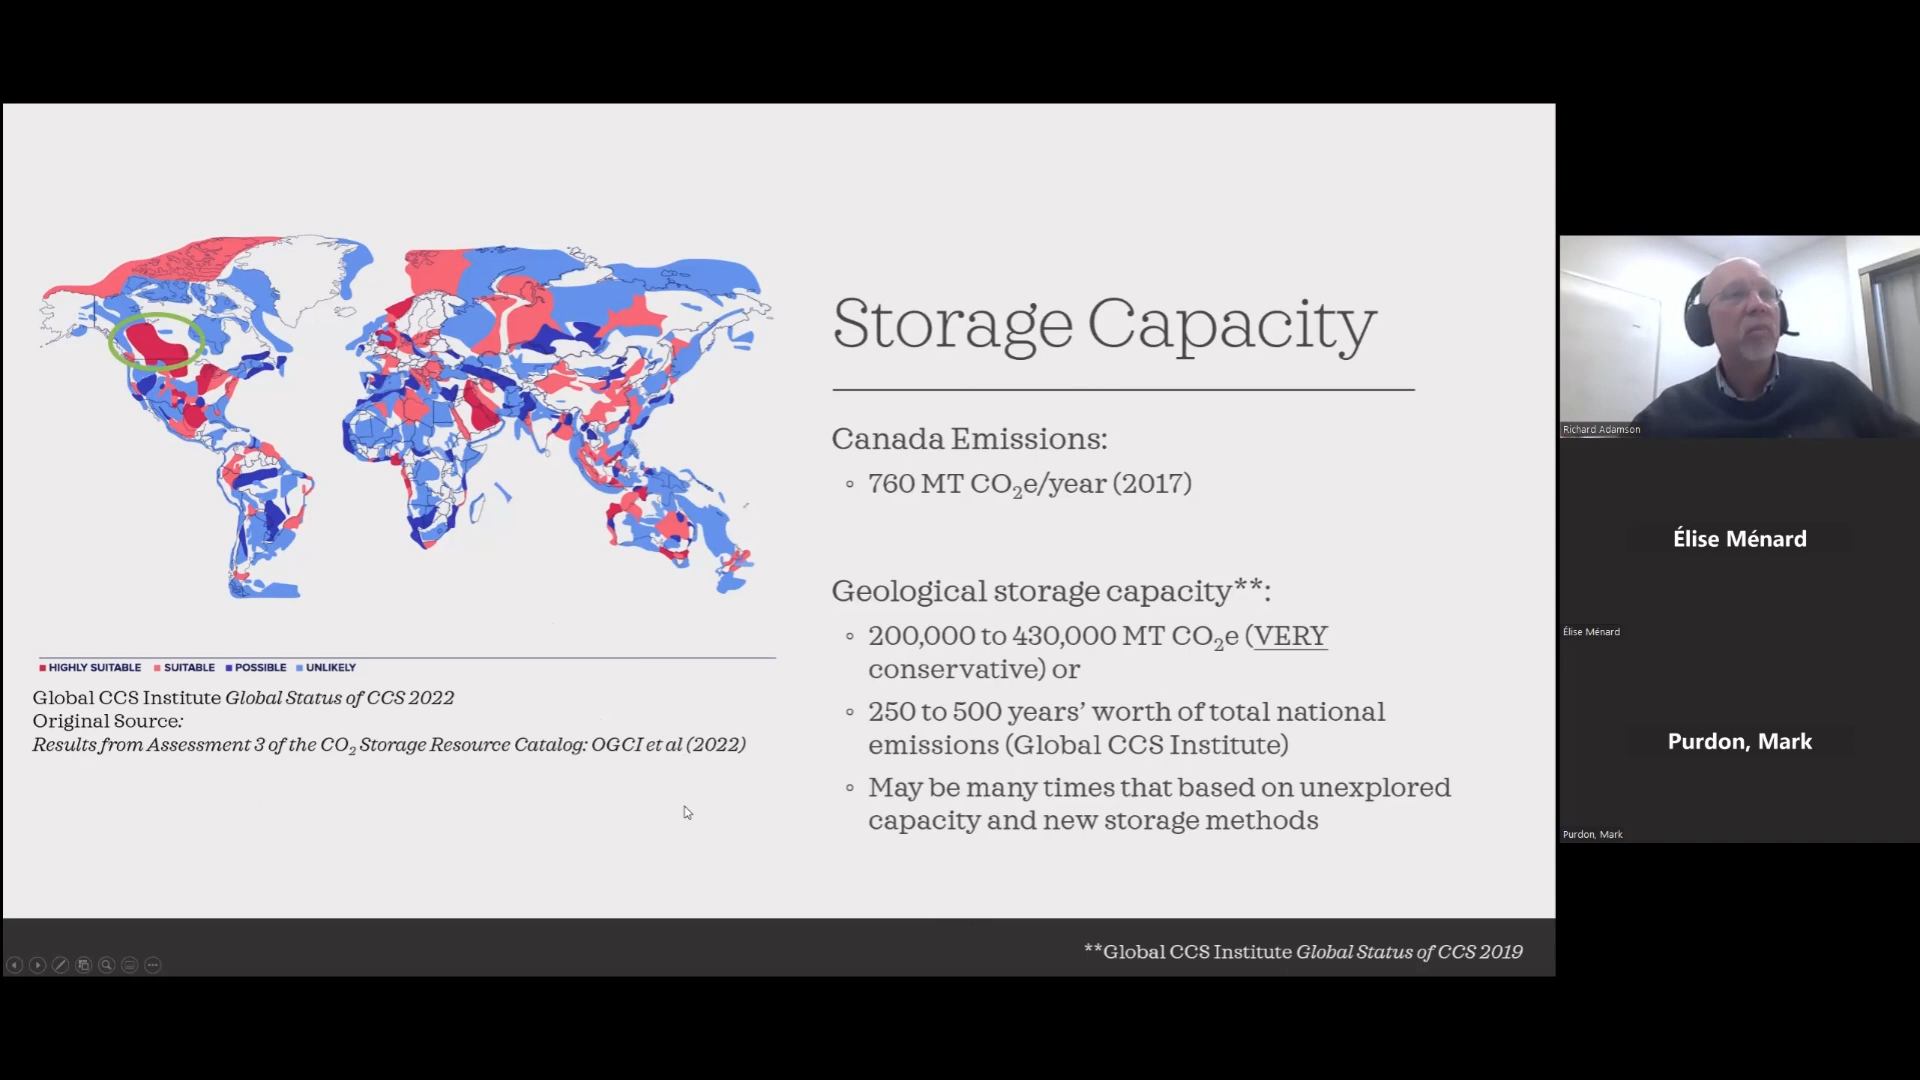 Storage Capacity
Canada Emissions:
◦ 760 MT CO₂e/year (2017)
Geological storage capacity**:
◦ 200,000 to 430,000 MT CO₂e (VERY
conservative) or
◦ 250 to 500 years’ worth of total national
emissions (Global CCS Institute)
◦ May be many times that based on unexplored
capacity and new storage methods
HIGHLY SUITABLE SUITABLE POSSIBLE UNLIKELY
Global CCS Institute Global Status of CCS 2022
Original Source:
Results from Assessment 3 of the CO₂ Storage Resource Catalog: OGCI et al (2022)
**Global CCS Institute Global Status of CCS 2019
Richard Adamson
Élise Ménard
Élise Ménard
Purdon, Mark
Purdon, Mark